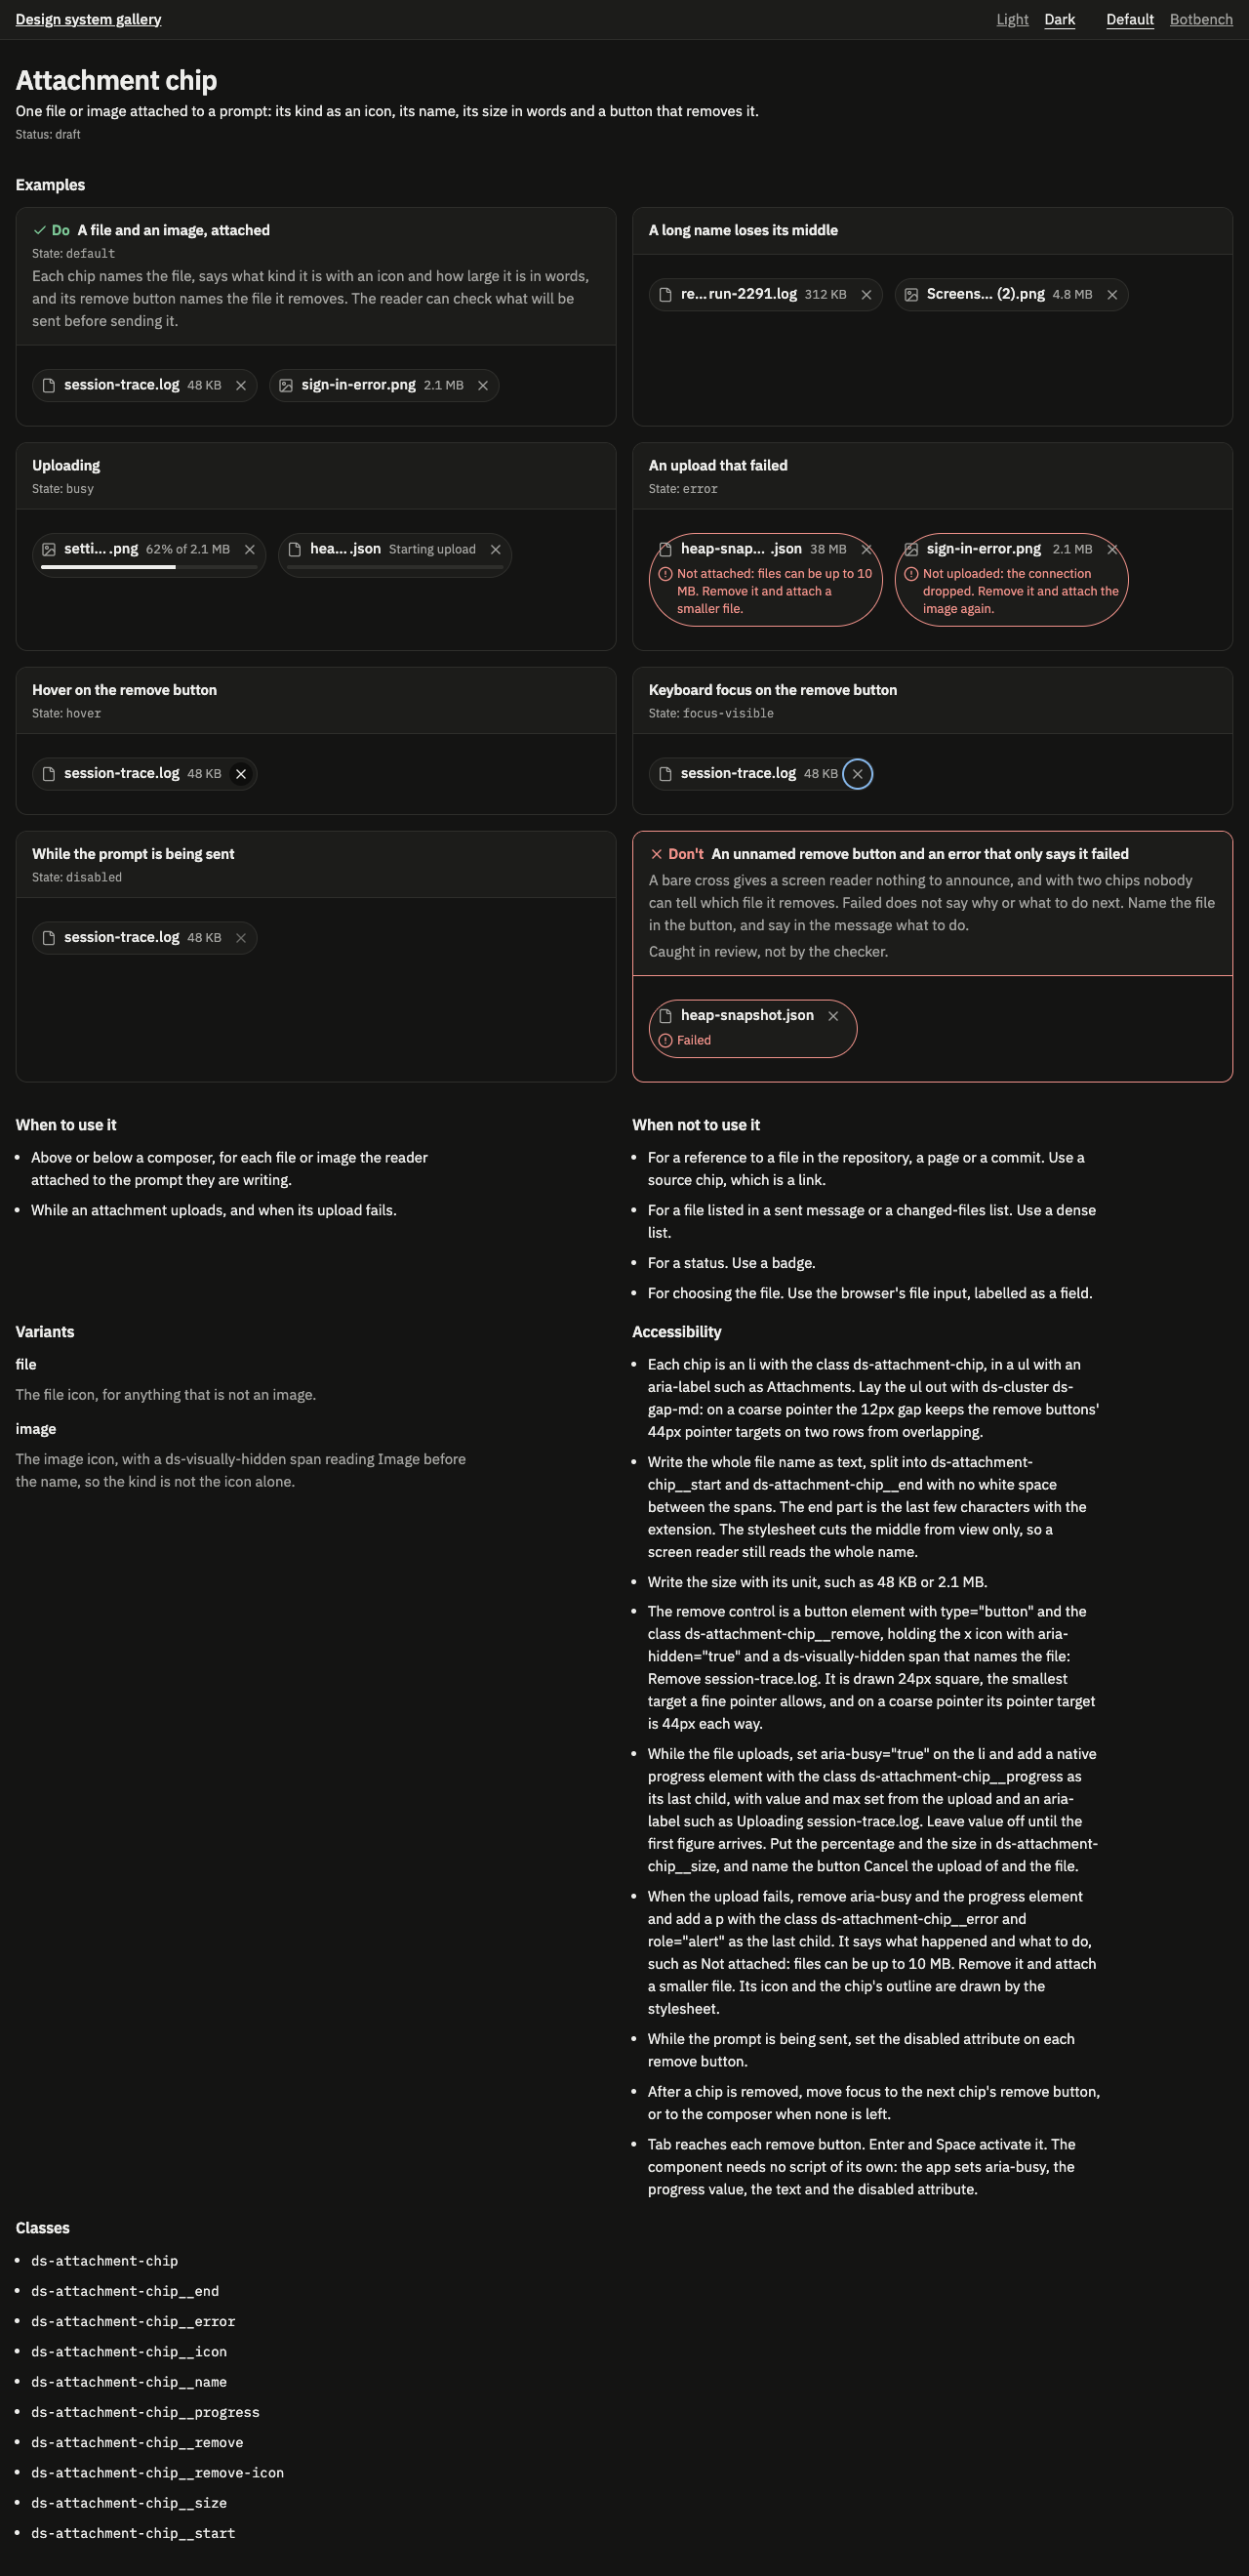 Design system gallery
Light Dark Default Botbench
Attachment chip
One file or image attached to a prompt: its kind as an icon, its name, its size in words and a button that removes it.
Status: draft
Examples
Do A file and an image, attached
State: default
Each chip names the file, says what kind it is with an icon and how large it is in words,
and its remove button names the file it removes. The reader can check what will be
sent before sending it.
session-trace.log 48 KB
sign-in-error.png 2.1 MB
A long name loses its middle
re… run-2291.log 312 KB
Screens… (2).png 4.8 MB
Uploading
State: busy
setti… .png 62% of 2.1 MB
hea… .json Starting upload
An upload that failed
State: error
heap-snap… .json 38 MB
Not attached: files can be up to 10
MB. Remove it and attach a
smaller file.
sign-in-error.png 2.1 MB
Not uploaded: the connection
dropped. Remove it and attach the
image again.
Hover on the remove button
State: hover
session-trace.log 48 KB
Keyboard focus on the remove button
State: focus-visible
session-trace.log 48 KB
While the prompt is being sent
State: disabled
session-trace.log 48 KB
Don't An unnamed remove button and an error that only says it failed
A bare cross gives a screen reader nothing to announce, and with two chips nobody
can tell which file it removes. Failed does not say why or what to do next. Name the file
in the button, and say in the message what to do.
Caught in review, not by the checker.
heap-snapshot.json
Failed
When to use it
• Above or below a composer, for each file or image the reader
attached to the prompt they are writing.
• While an attachment uploads, and when its upload fails.
When not to use it
• For a reference to a file in the repository, a page or a commit. Use a
source chip, which is a link.
• For a file listed in a sent message or a changed-files list. Use a dense
list.
• For a status. Use a badge.
• For choosing the file. Use the browser's file input, labelled as a field.
Variants
file
The file icon, for anything that is not an image.
image
The image icon, with a ds-visually-hidden span reading Image before
the name, so the kind is not the icon alone.
Accessibility
• Each chip is an li with the class ds-attachment-chip, in a ul with an
aria-label such as Attachments. Lay the ul out with ds-cluster ds-
gap-md: on a coarse pointer the 12px gap keeps the remove buttons'
44px pointer targets on two rows from overlapping.
• Write the whole file name as text, split into ds-attachment-
chip__start and ds-attachment-chip__end with no white space
between the spans. The end part is the last few characters with the
extension. The stylesheet cuts the middle from view only, so a
screen reader still reads the whole name.
• Write the size with its unit, such as 48 KB or 2.1 MB.
• The remove control is a button element with type="button" and the
class ds-attachment-chip__remove, holding the x icon with aria-
hidden="true" and a ds-visually-hidden span that names the file:
Remove session-trace.log. It is drawn 24px square, the smallest
target a fine pointer allows, and on a coarse pointer its pointer target
is 44px each way.
• While the file uploads, set aria-busy="true" on the li and add a native
progress element with the class ds-attachment-chip__progress as
its last child, with value and max set from the upload and an aria-
label such as Uploading session-trace.log. Leave value off until the
first figure arrives. Put the percentage and the size in ds-attachment-
chip__size, and name the button Cancel the upload of and the file.
• When the upload fails, remove aria-busy and the progress element
and add a p with the class ds-attachment-chip__error and
role="alert" as the last child. It says what happened and what to do,
such as Not attached: files can be up to 10 MB. Remove it and attach
a smaller file. Its icon and the chip's outline are drawn by the
stylesheet.
• While the prompt is being sent, set the disabled attribute on each
remove button.
• After a chip is removed, move focus to the next chip's remove button,
or to the composer when none is left.
• Tab reaches each remove button. Enter and Space activate it. The
component needs no script of its own: the app sets aria-busy, the
progress value, the text and the disabled attribute.
Classes
• ds-attachment-chip
• ds-attachment-chip__end
• ds-attachment-chip__error
• ds-attachment-chip__icon
• ds-attachment-chip__name
• ds-attachment-chip__progress
• ds-attachment-chip__remove
• ds-attachment-chip__remove-icon
• ds-attachment-chip__size
• ds-attachment-chip__start